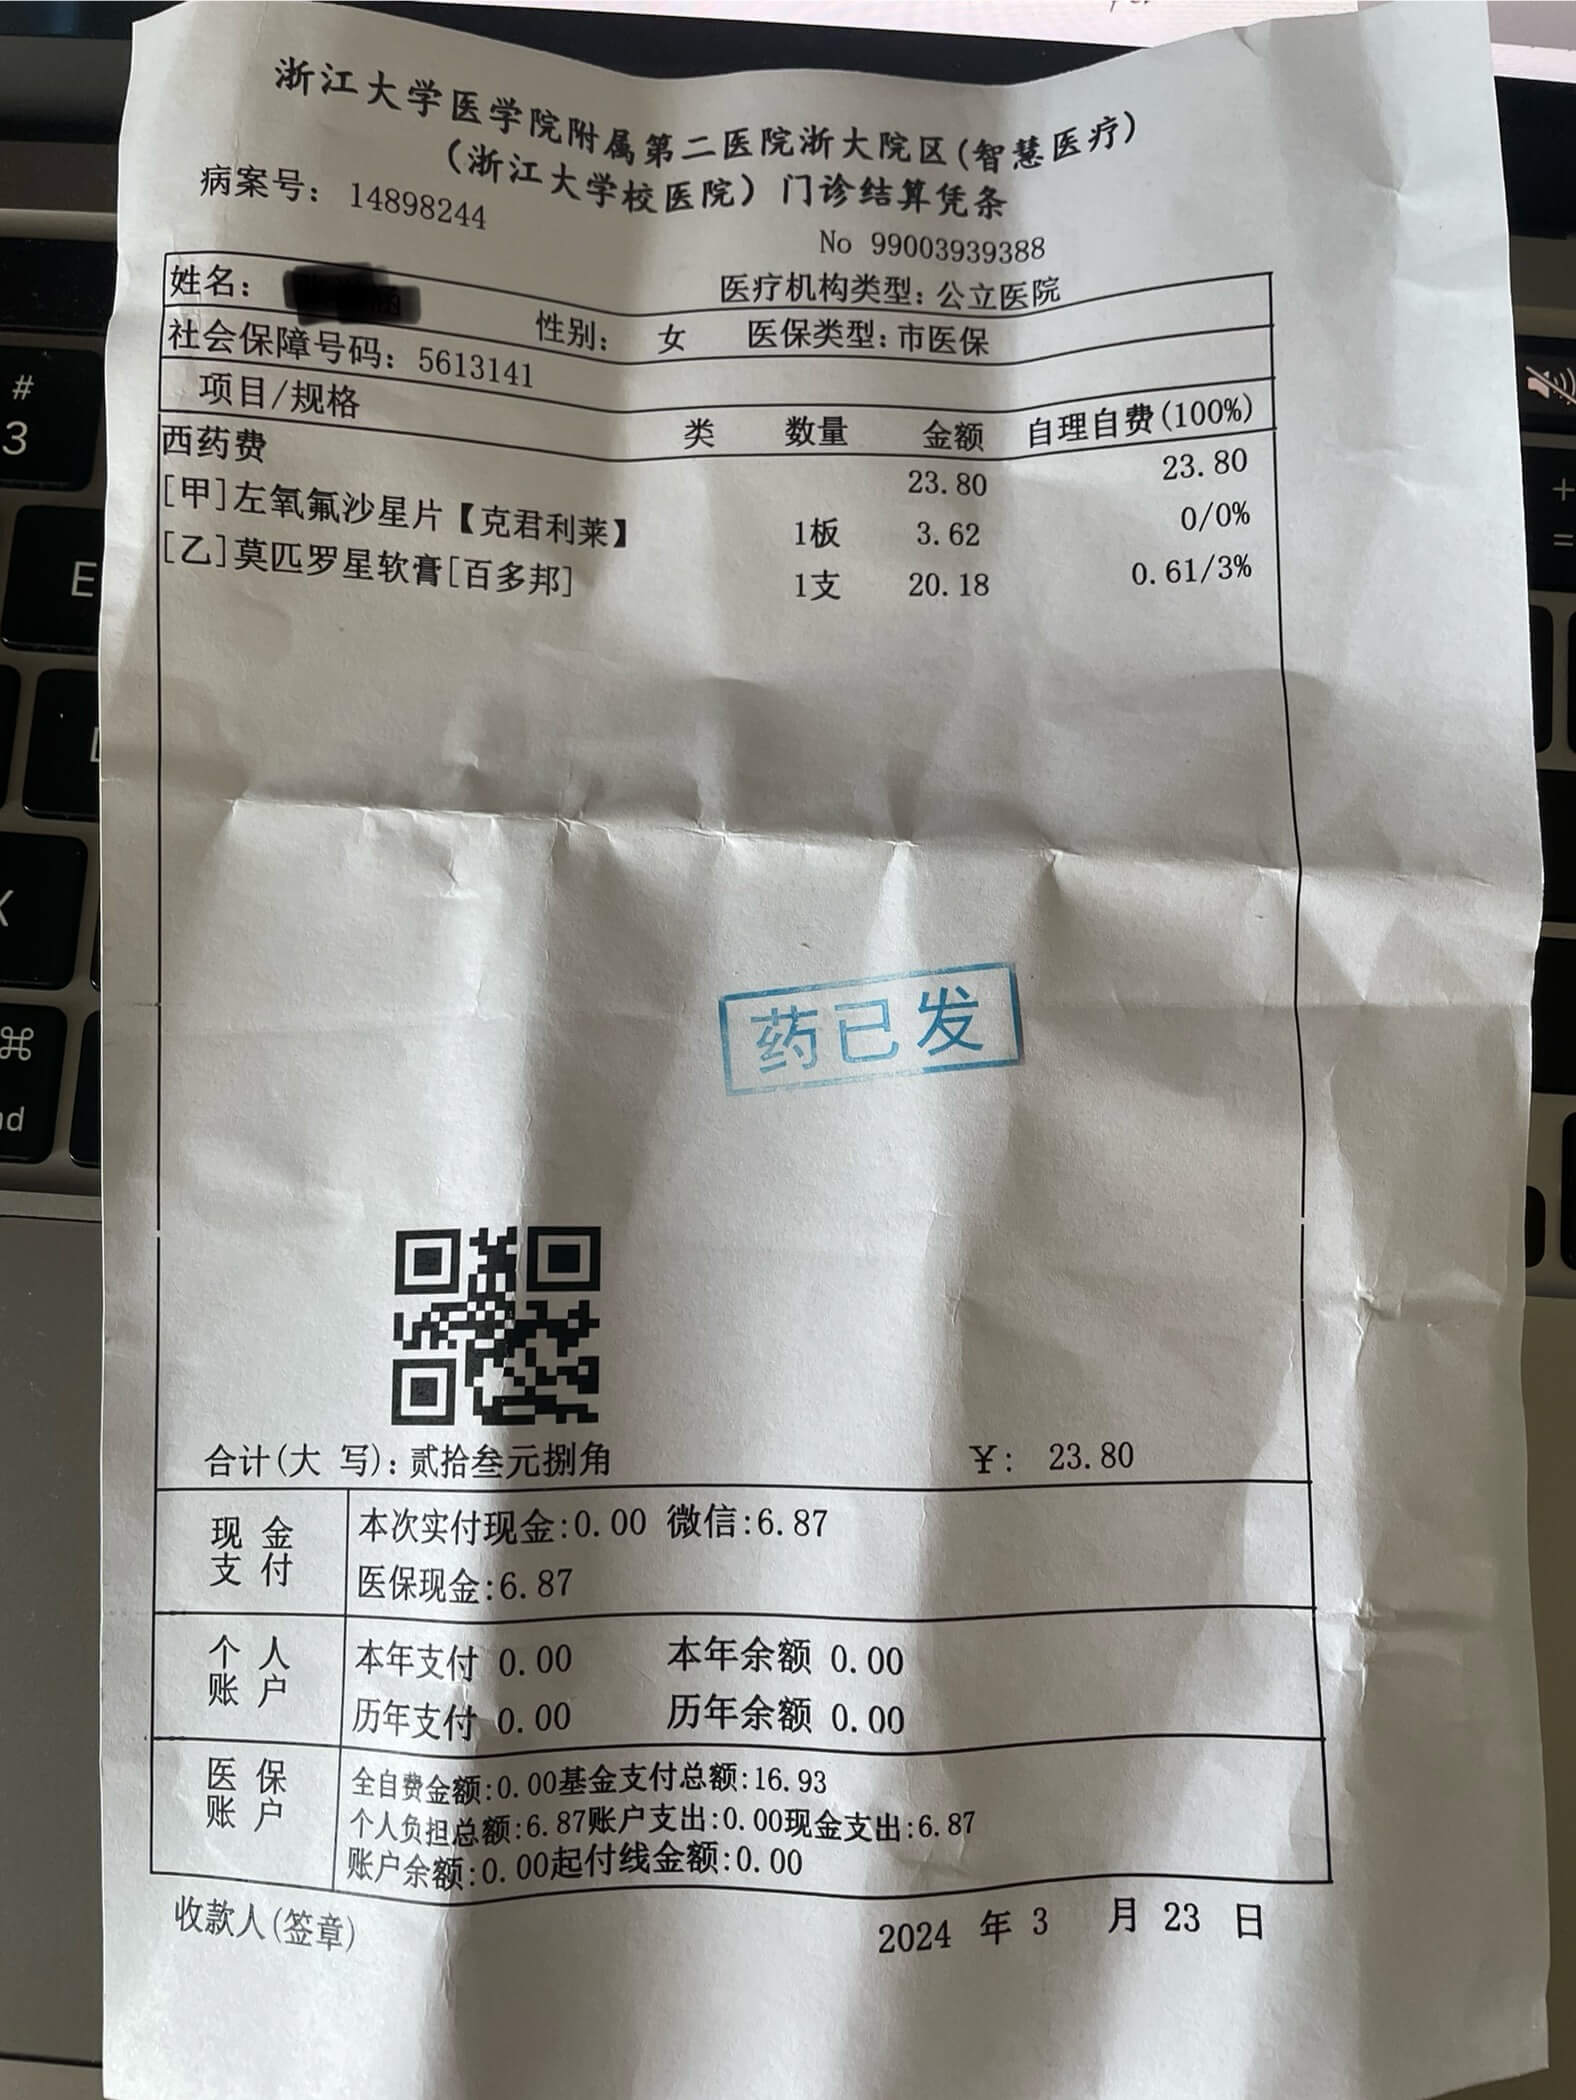 浙江大学医学院附属第二医院浙大院区(智慧医疗)
(浙江大学校医院)门诊结算凭条
病案号: 14898244
No 99003939388
姓名: 医疗机构类型:公立医院
社会保障号码: 5613141 性别: 女 医保类型:市医保
项目/规格 类 数量 金额 自理自费(100%)
西药费 23.80 23.80
[甲]左氧氟沙星片【克君利莱】 1板 3.62 0/0%
[乙]莫匹罗星软膏[百多邦] 1支 20.18 0.61/3%
药已发
合计(大 写):贰拾叁元捌角 ¥: 23.80
现金支付
本次实付现金:0.00 微信:6.87
医保现金:6.87
个人账户
本年支付 0.00 本年余额 0.00
历年支付 0.00 历年余额 0.00
医保账户
全自费金额:0.00基金支付总额:16.93
个人负担总额:6.87账户支出:0.00现金支出:6.87
账户余额:0.00起付线金额:0.00
收款人(签章) 2024 年 3 月 23 日
#
3
E
X
⌘
nd
+
=